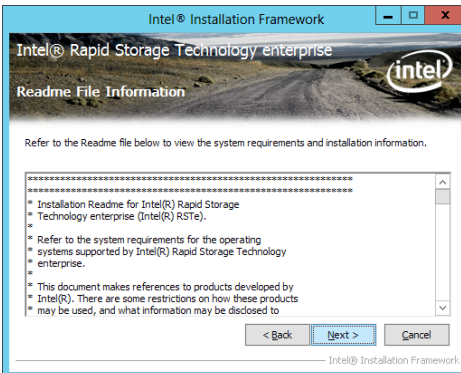 Intel® Installation Framework
Intel® Rapid Storage Technology enterprise
intel
Readme File Information
Refer to the Readme file below to view the system requirements and installation information.
*****************************************************************
*****************************************************************
* Installation Readme for Intel(R) Rapid Storage
* Technology enterprise (Intel(R) RSTe).
*
* Refer to the system requirements for the operating
* systems supported by Intel(R) Rapid Storage Technology
* enterprise.
*
* This document makes references to products developed by
* Intel(R). There are some restrictions on how these products
* may be used, and what information may be disclosed to
< Back Next > Cancel
Intel® Installation Framework